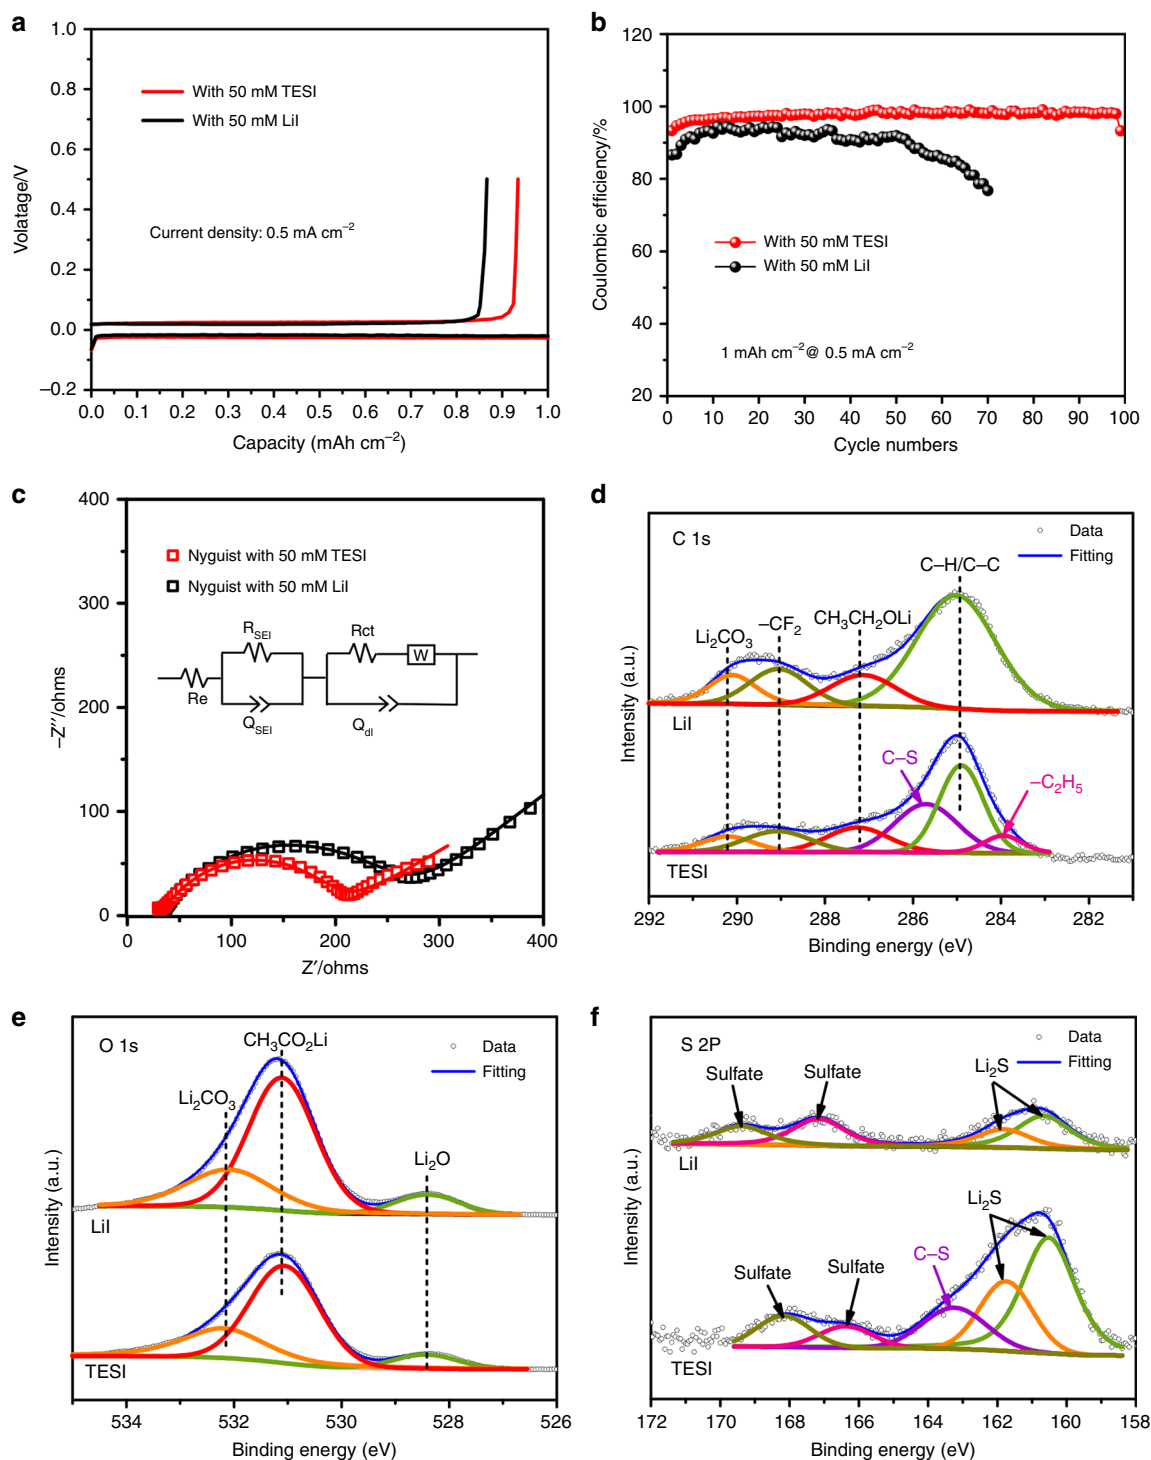 a
1.0
0.8
0.6
0.4
0.2
0.0
–0.2
Volatage/V
With 50 mM TESI
With 50 mM LiI
Current density: 0.5 mA cm⁻²
0.0 0.1 0.2 0.3 0.4 0.5 0.6 0.7 0.8 0.9 1.0
Capacity (mAh cm⁻²)
b
120
100
80
60
40
20
Coulombic efficiency/%
With 50 mM TESI
With 50 mM LiI
1 mAh cm⁻²@ 0.5 mA cm⁻²
0 10 20 30 40 50 60 70 80 90 100
Cycle numbers
c
400
300
200
100
0
–Z″/ohms
Nyguist with 50 mM TESI
Nyguist with 50 mM LiI
R_SEI
Rct
W
Re
Q_SEI
Q_dl
0 100 200 300 400
Z′/ohms
d
C 1s
Data
Fitting
C–H/C–C
CH₃CH₂OLi
–CF₂
Li₂CO₃
LiI
C–S
–C₂H₅
TESI
Intensity (a.u.)
292 290 288 286 284 282
Binding energy (eV)
e
O 1s
CH₃CO₂Li
Data
Fitting
Li₂CO₃
Li₂O
LiI
TESI
Intensity (a.u.)
534 532 530 528 526
Binding energy (eV)
f
S 2P
Data
Fitting
Sulfate
Sulfate
Li₂S
LiI
Li₂S
C–S
Sulfate
Sulfate
TESI
Intensity (a.u.)
172 170 168 166 164 162 160 158
Binding energy (eV)